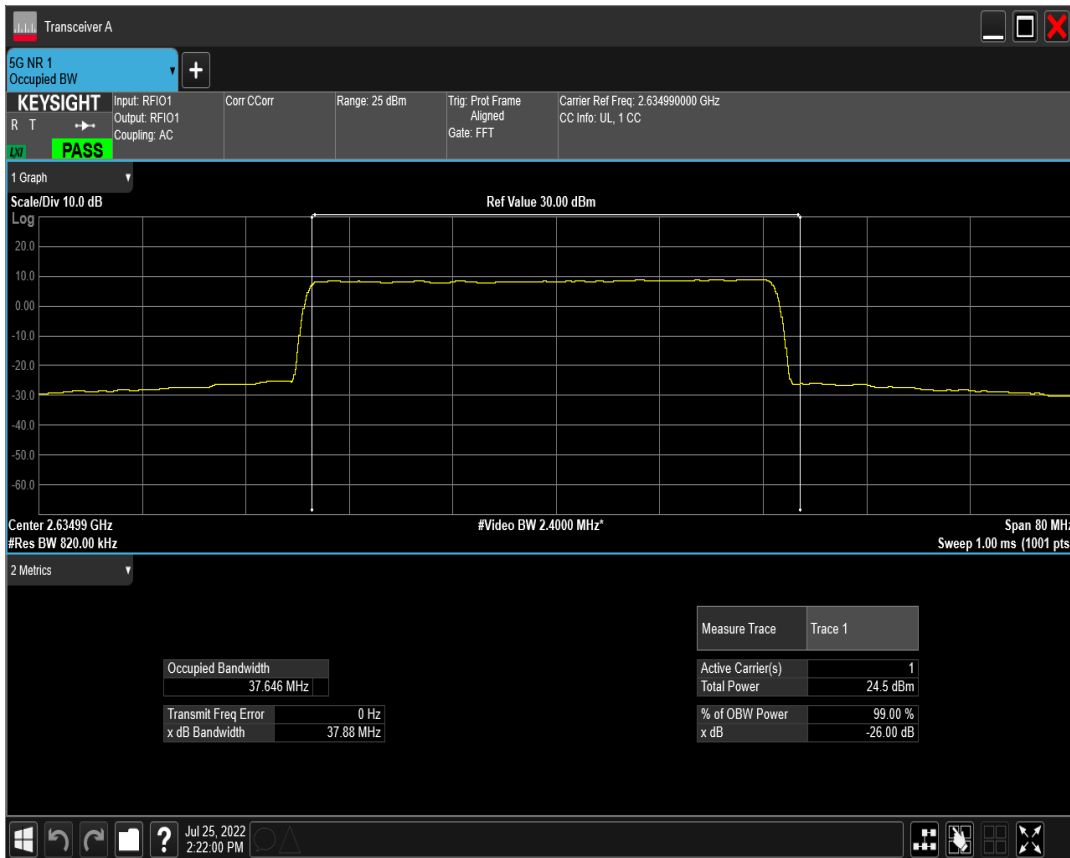 Transceiver A
5G NR 1
Occupied BW
+
KEYSIGHT
R T
LXI
PASS
Input: RFIO1
Output: RFIO1
Coupling: AC
Corr CCorr
Range: 25 dBm
Trig: Prot Frame
Aligned
Gate: FFT
Carrier Ref Freq: 2.634990000 GHz
CC Info: UL, 1 CC
1 Graph
Scale/Div 10.0 dB
Ref Value 30.00 dBm
Log
20.0
10.0
0.00
-10.0
-20.0
-30.0
-40.0
-50.0
-60.0
Center 2.63499 GHz
#Video BW 2.4000 MHz*
Span 80 MHz
#Res BW 820.00 kHz
Sweep 1.00 ms (1001 pts
2 Metrics
Measure Trace Trace 1
Occupied Bandwidth
37.646 MHz
Active Carrier(s) 1
Total Power 24.5 dBm
Transmit Freq Error 0 Hz
x dB Bandwidth 37.88 MHz
% of OBW Power 99.00 %
x dB -26.00 dB
?
Jul 25, 2022
2:22:00 PM